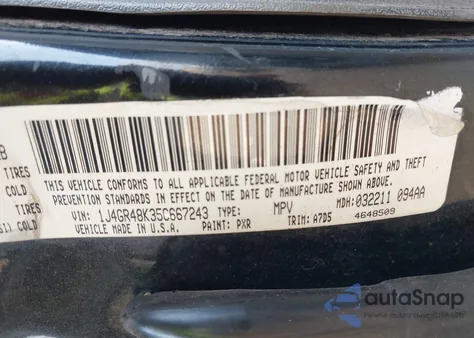 B
TIRES
COLD
TIRES
COLD
THIS VEHICLE CONFORMS TO ALL APPLICABLE FEDERAL MOTOR VEHICLE SAFETY AND THEFT
PREVENTION STANDARDS IN EFFECT ON THE DATE OF MANUFACTURE SHOWN ABOVE.
VIN: 1J4GR48K35C667243 TYPE: MPV MDH: 032211 094AA
VEHICLE MADE IN U.S.A. PAINT: PXR TRIM: A7D5 4648509
autoSnap